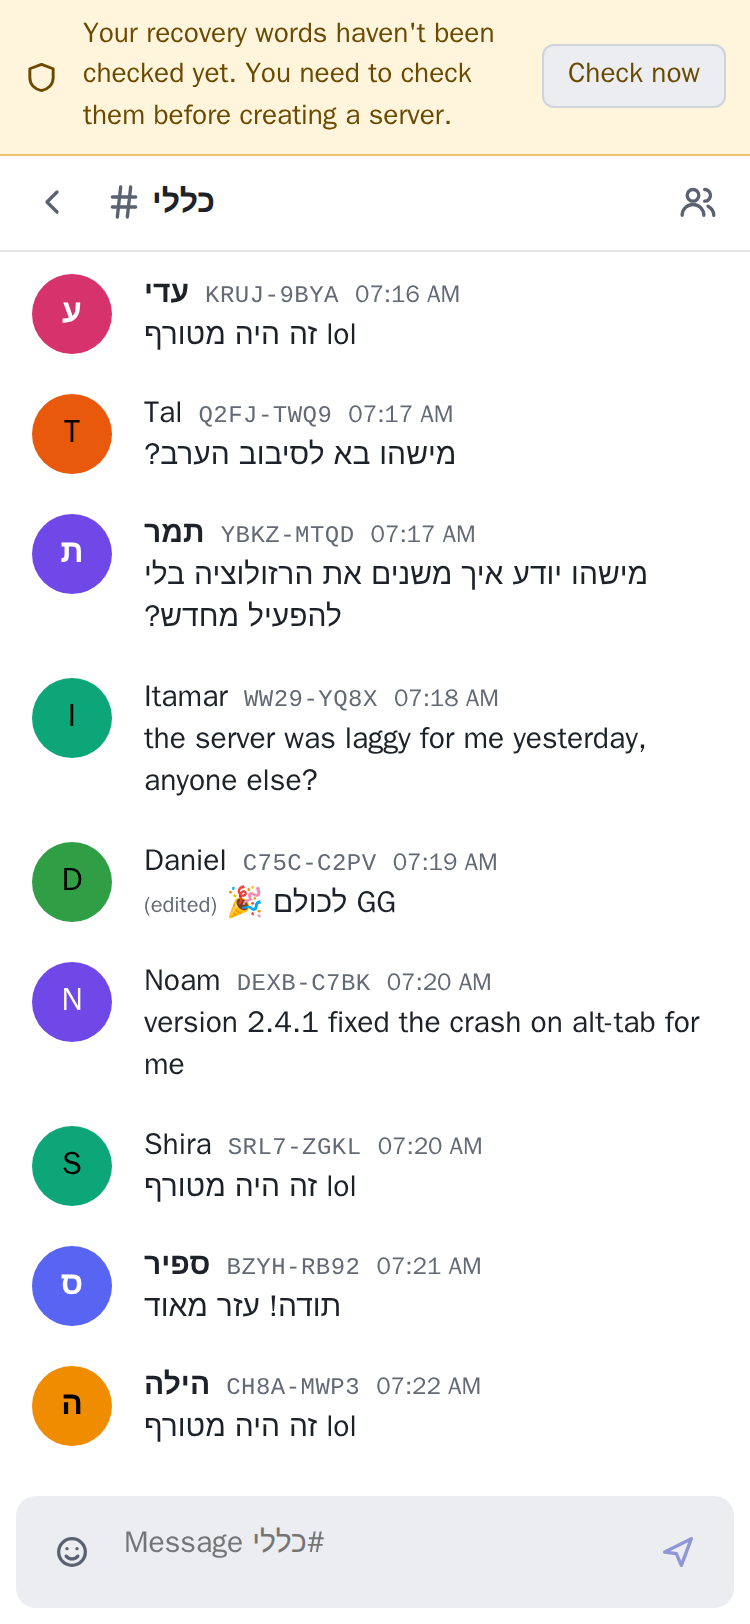 Your recovery words haven't been
checked yet. You need to check
them before creating a server.
Check now
# כללי
ע
עדי KRUJ-9BYA 07:16 AM
זה היה מטורף lol
T
Tal Q2FJ-TWQ9 07:17 AM
מישהו בא לסיבוב הערב?
ת
תמר YBKZ-MTQD 07:17 AM
מישהו יודע איך משנים את הרזולוציה בלי
להפעיל מחדש?
I
Itamar WW29-YQ8X 07:18 AM
the server was laggy for me yesterday,
anyone else?
D
Daniel C75C-C2PV 07:19 AM
GG לכולם 🎉 (edited)
N
Noam DEXB-C7BK 07:20 AM
version 2.4.1 fixed the crash on alt-tab for
me
S
Shira SRL7-ZGKL 07:20 AM
זה היה מטורף lol
ס
ספיר BZYH-RB92 07:21 AM
תודה! עזר מאוד
ה
הילה CH8A-MWP3 07:22 AM
זה היה מטורף lol
Message #כללי